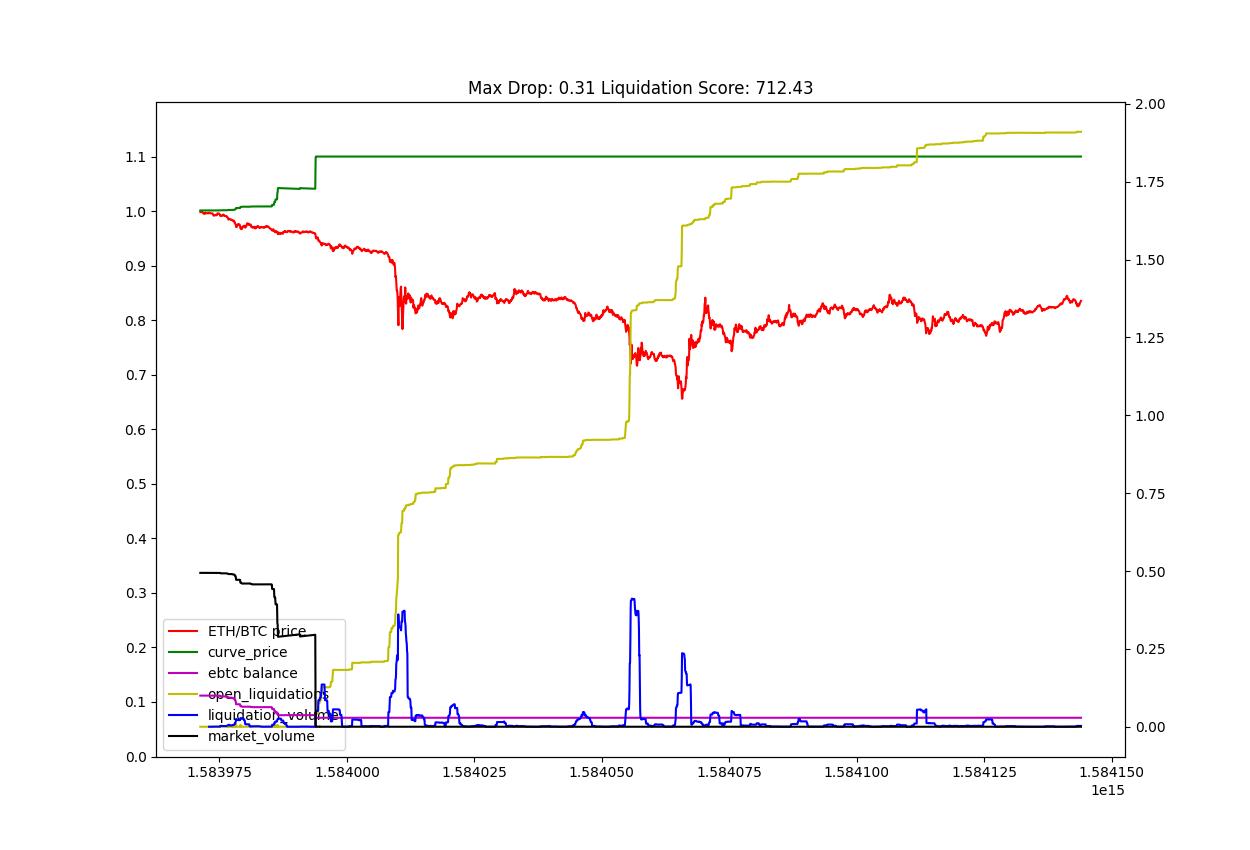 Max Drop: 0.31 Liquidation Score: 712.43
2.00
1.1
1.75
1.0
1.50
0.9
0.8
1.25
0.7
1.00
0.6
0.5
0.75
0.4
0.50
0.3
ETH/BTC price
curve_price
0.2
0.25
ebtc balance
open_liquidations
0.1
liquidation_volume
0.00
market_volume
0.0
1.583975 1.584000 1.584025 1.584050 1.584075 1.584100 1.584125 1.584150
1e15